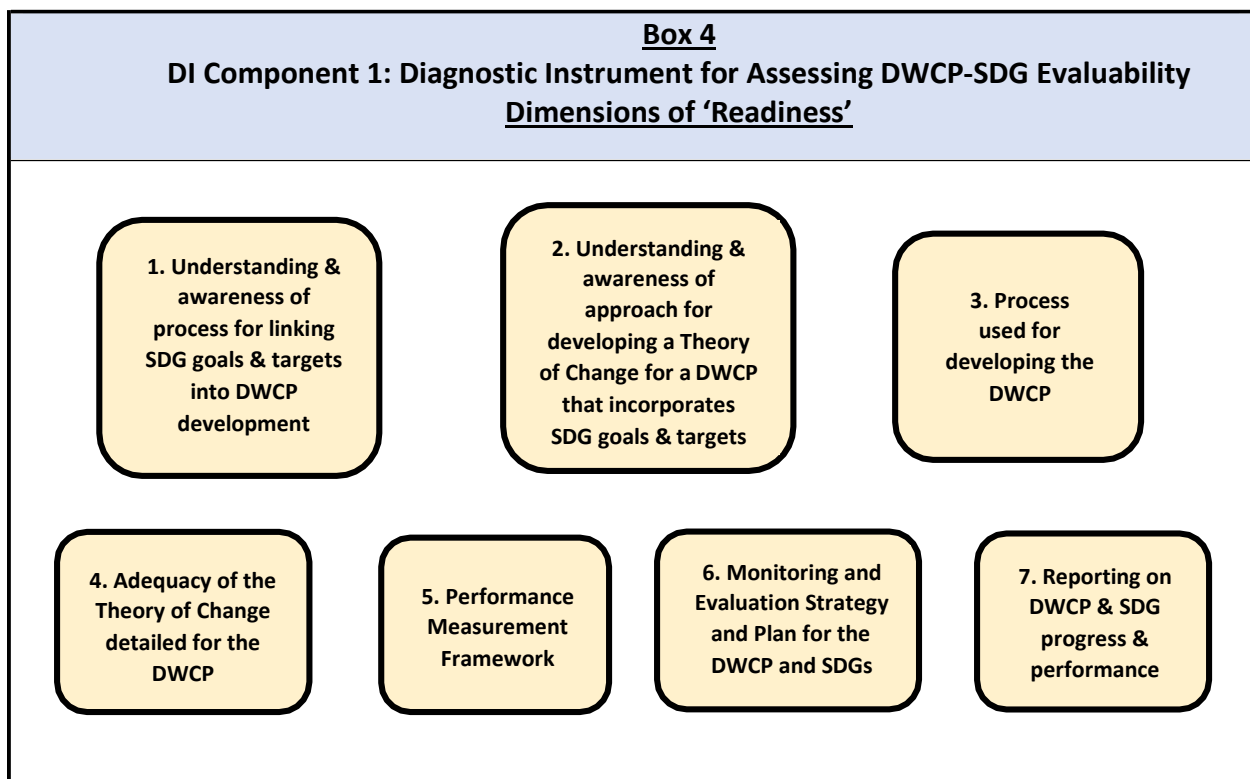 Box 4
DI Component 1: Diagnostic Instrument for Assessing DWCP-SDG Evaluability
Dimensions of ‘Readiness’
1. Understanding &
awareness of
process for linking
SDG goals & targets
into DWCP
development
2. Understanding &
awareness of
approach for
developing a Theory
of Change for a DWCP
that incorporates
SDG goals & targets
3. Process
used for
developing the
DWCP
4. Adequacy of the
Theory of Change
detailed for the
DWCP
5. Performance
Measurement
Framework
6. Monitoring and
Evaluation Strategy
and Plan for the
DWCP and SDGs
7. Reporting on
DWCP & SDG
progress &
performance